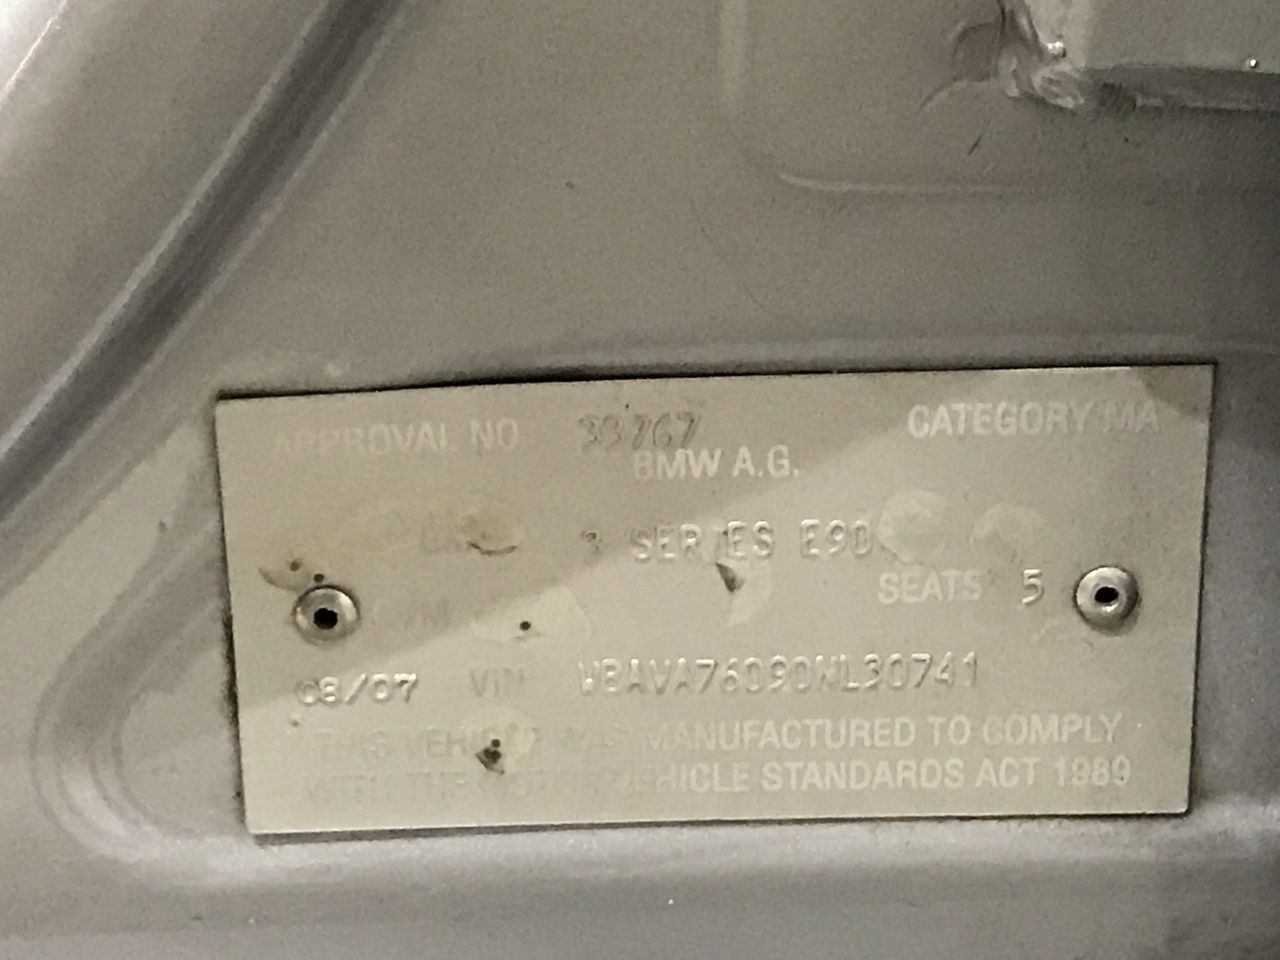 APPROVAL NO 39767 CATEGORY MA
BMW A.G.
BMW 3 SERIES E90
SEATS 5
08/07 VIN WBAVA76090NL30741
THIS VEHICLE WAS MANUFACTURED TO COMPLY
WITH THE MOTOR VEHICLE STANDARDS ACT 1989